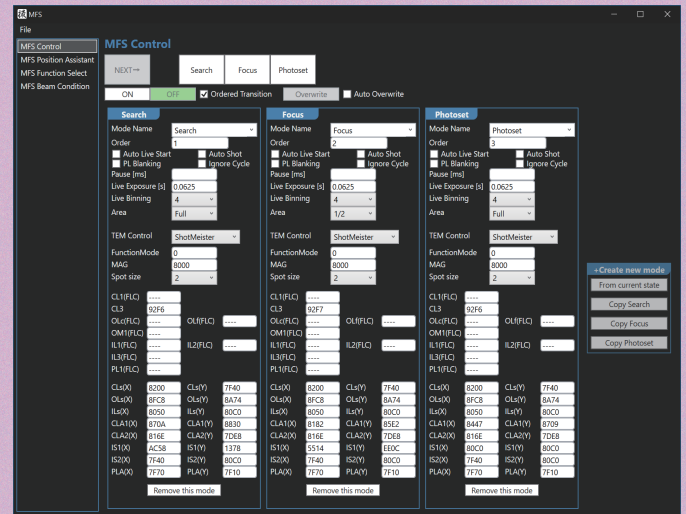 MFS
File
MFS Control
MFS Position Assistant
MFS Function Select
MFS Beam Condition
MFS Control
NEXT→ Search Focus Photoset
ON OFF Ordered Transition Overwrite Auto Overwrite
Search
Mode Name Search
Order 1
Auto Live Start Auto Shot
PL Blanking Ignore Cycle
Pause [ms]
Live Exposure [s] 0.0625
Live Binning 4
Area Full
TEM Control ShotMeister
FunctionMode 0
MAG 8000
Spot size 2
CL1(FLC) ----
CL3 92F6
OLc(FLC) ---- OLf(FLC) ----
OM1(FLC) ----
IL1(FLC) ---- IL2(FLC) ----
IL3(FLC) ----
PL1(FLC) ----
CLs(X) 8200 CLs(Y) 7F40
OLs(X) 8FC8 OLs(Y) 8A74
ILs(X) 8050 ILs(Y) 80C0
CLA1(X) 870A CLA1(Y) 8830
CLA2(X) 816E CLA2(Y) 7DE8
IS1(X) AC58 IS1(Y) 1378
IS2(X) 7F40 IS2(Y) 80C0
PLA(X) 7F70 PLA(Y) 7F10
Remove this mode
Focus
Mode Name Focus
Order 2
Auto Live Start Auto Shot
PL Blanking Ignore Cycle
Pause [ms]
Live Exposure [s] 0.0625
Live Binning 4
Area 1/2
TEM Control ShotMeister
FunctionMode 0
MAG 8000
Spot size 2
CL1(FLC) ----
CL3 92F7
OLc(FLC) ---- OLf(FLC) ----
OM1(FLC) ----
IL1(FLC) ---- IL2(FLC) ----
IL3(FLC) ----
PL1(FLC) ----
CLs(X) 8200 CLs(Y) 7F40
OLs(X) 8FC8 OLs(Y) 8A74
ILs(X) 8050 ILs(Y) 80C0
CLA1(X) 8182 CLA1(Y) 85E2
CLA2(X) 816E CLA2(Y) 7DE8
IS1(X) 5514 IS1(Y) EE0C
IS2(X) 7F40 IS2(Y) 80C0
PLA(X) 7F70 PLA(Y) 7F10
Remove this mode
Photoset
Mode Name Photoset
Order 3
Auto Live Start Auto Shot
PL Blanking Ignore Cycle
Pause [ms]
Live Exposure [s] 0.0625
Live Binning 4
Area Full
TEM Control ShotMeister
FunctionMode 0
MAG 8000
Spot size 2
CL1(FLC) ----
CL3 92F6
OLc(FLC) ---- OLf(FLC) ----
OM1(FLC) ----
IL1(FLC) ---- IL2(FLC) ----
IL3(FLC) ----
PL1(FLC) ----
CLs(X) 8200 CLs(Y) 7F40
OLs(X) 8FC8 OLs(Y) 8A74
ILs(X) 8050 ILs(Y) 80C0
CLA1(X) 8447 CLA1(Y) 8709
CLA2(X) 816E CLA2(Y) 7DE8
IS1(X) 80C0 IS1(Y) 80C0
IS2(X) 7F40 IS2(Y) 80C0
PLA(X) 7F70 PLA(Y) 7F10
Remove this mode
+Create new mode
From current state
Copy Search
Copy Focus
Copy Photoset